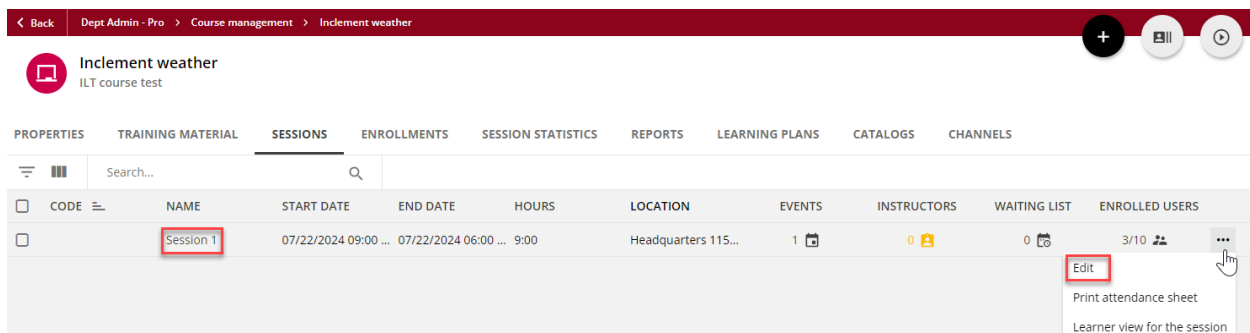 Back Dept Admin - Pro > Course management > Inclement weather
Inclement weather
ILT course test
PROPERTIES TRAINING MATERIAL SESSIONS ENROLLMENTS SESSION STATISTICS REPORTS LEARNING PLANS CATALOGS CHANNELS
Search...
CODE NAME START DATE END DATE HOURS LOCATION EVENTS INSTRUCTORS WAITING LIST ENROLLED USERS
Session 1 07/22/2024 09:00 ... 07/22/2024 06:00 ... 9:00 Headquarters 115... 1 0 0 3/10
Edit
Print attendance sheet
Learner view for the session